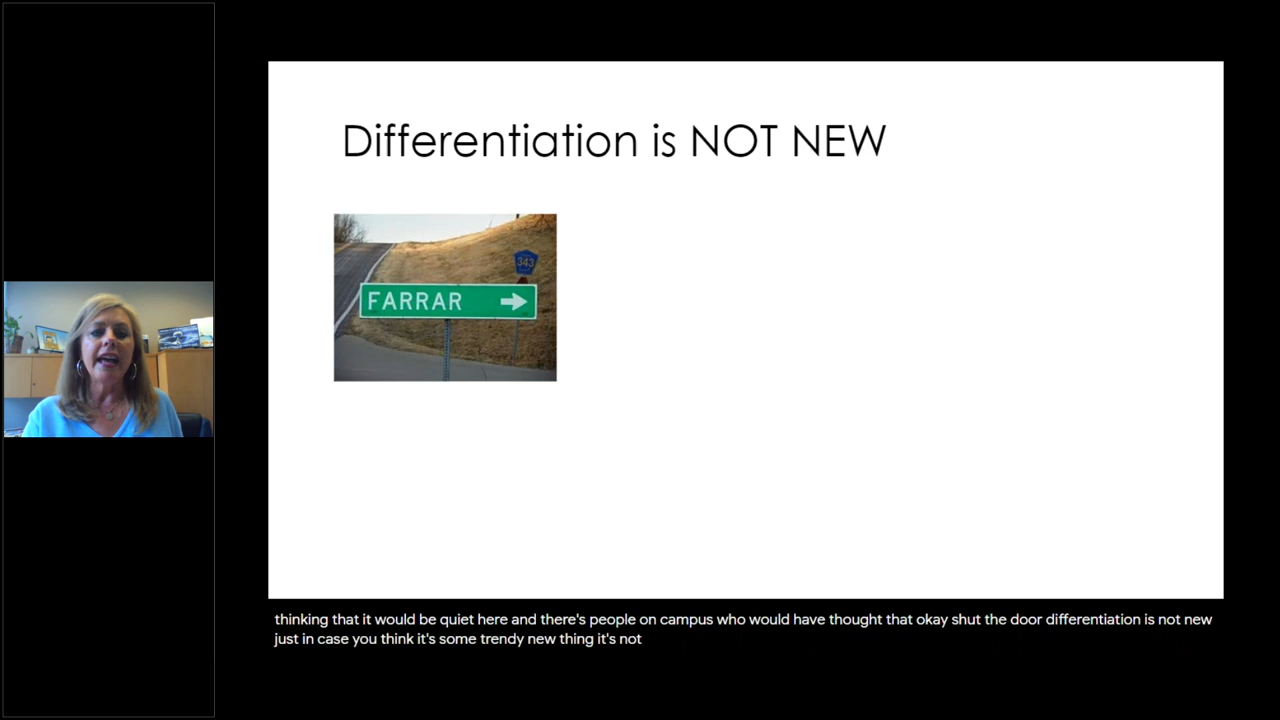 Differentiation is NOT NEW
343
FARRAR
thinking that it would be quiet here and there's people on campus who would have thought that okay shut the door differentiation is not new
just in case you think it's some trendy new thing it's not